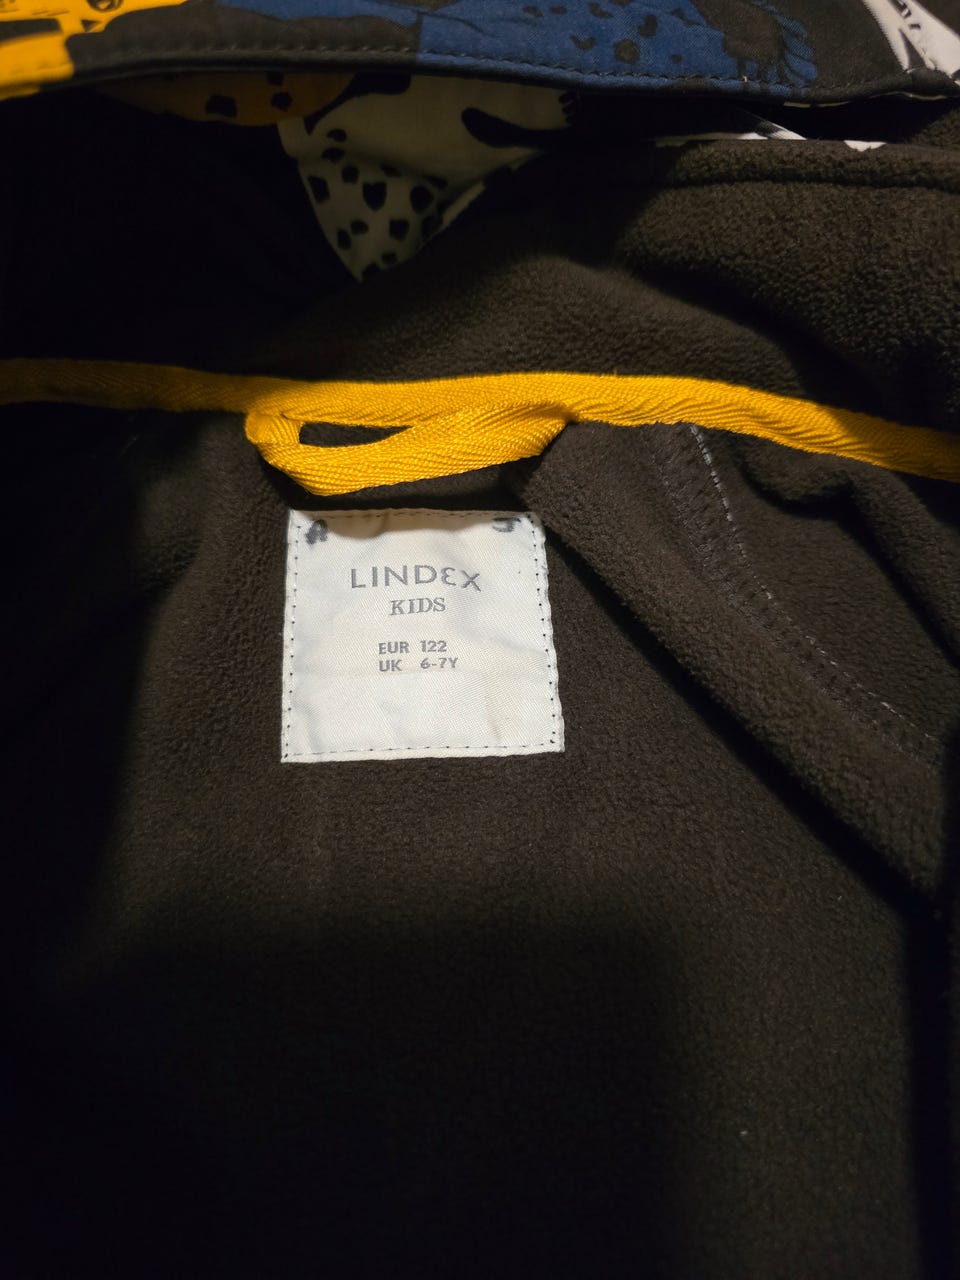 A J
LINDEX
KIDS
EUR 122
UK 6-7Y